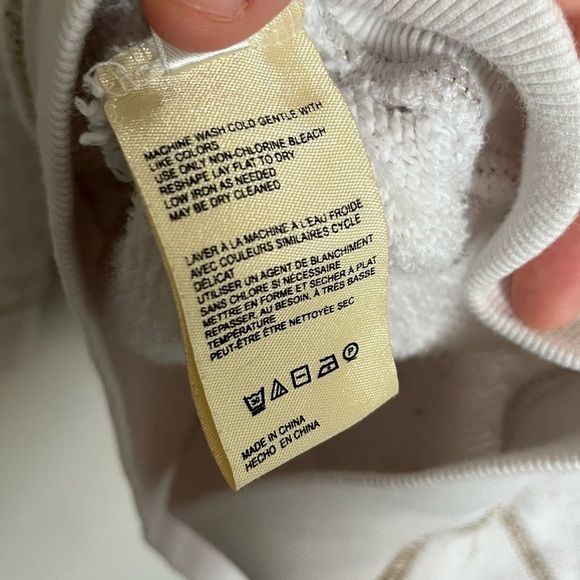 MACHINE WASH COLD GENTLE WITH
LIKE COLORS
USE ONLY NON-CHLORINE BLEACH
RESHAPE LAY FLAT TO DRY
LOW IRON AS NEEDED
MAY BE DRY CLEANED
LAVER À LA MACHINE À L'EAU FROIDE
AVEC COULEURS SIMILAIRES CYCLE
DÉLICAT
UTILISER UN AGENT DE BLANCHIMENT
SANS CHLORE SI NÉCESSAIRE
METTRE EN FORME ET SÉCHER À PLAT
REPASSER, AU BESOIN, À TRÈS BASSE
TEMPÉRATURE
PEUT-ÊTRE ÊTRE NETTOYÉE SEC
30 P
MADE IN CHINA
HECHO EN CHINA